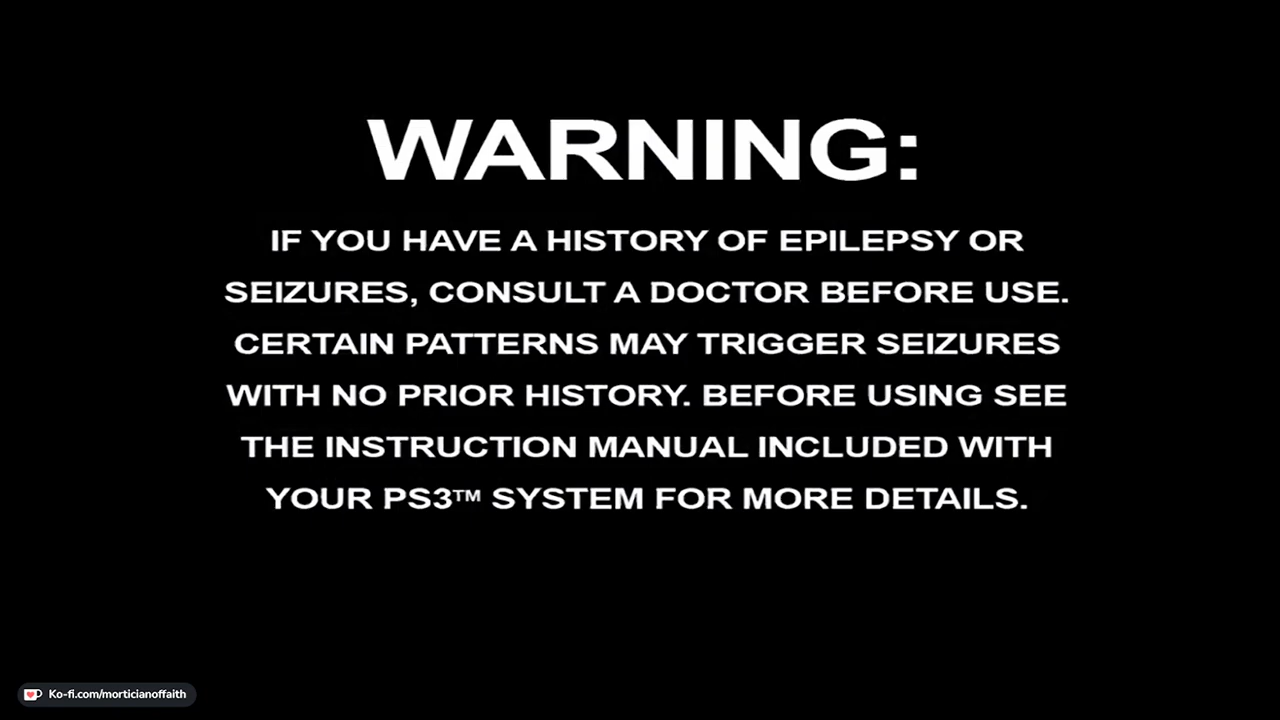 WARNING:
IF YOU HAVE A HISTORY OF EPILEPSY OR
SEIZURES, CONSULT A DOCTOR BEFORE USE.
CERTAIN PATTERNS MAY TRIGGER SEIZURES
WITH NO PRIOR HISTORY. BEFORE USING SEE
THE INSTRUCTION MANUAL INCLUDED WITH
YOUR PS3™ SYSTEM FOR MORE DETAILS.
Ko-fi.com/morticianoffaith